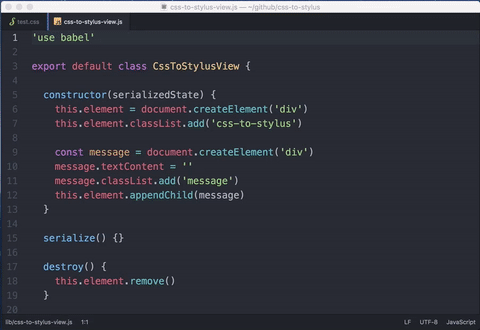 css-to-stylus-view.js — ~/github/css-to-stylus
test.css
css-to-stylus-view.js
1 'use babel'
2
3 export default class CssToStylusView {
4
5 constructor(serializedState) {
6 this.element = document.createElement('div')
7 this.element.classList.add('css-to-stylus')
8
9 const message = document.createElement('div')
10 message.textContent = ''
11 message.classList.add('message')
12 this.element.appendChild(message)
13 }
14
15 serialize() {}
16
17 destroy() {
18 this.element.remove()
19 }
20
lib/css-to-stylus-view.js 1:1 LF UTF-8 JavaScript